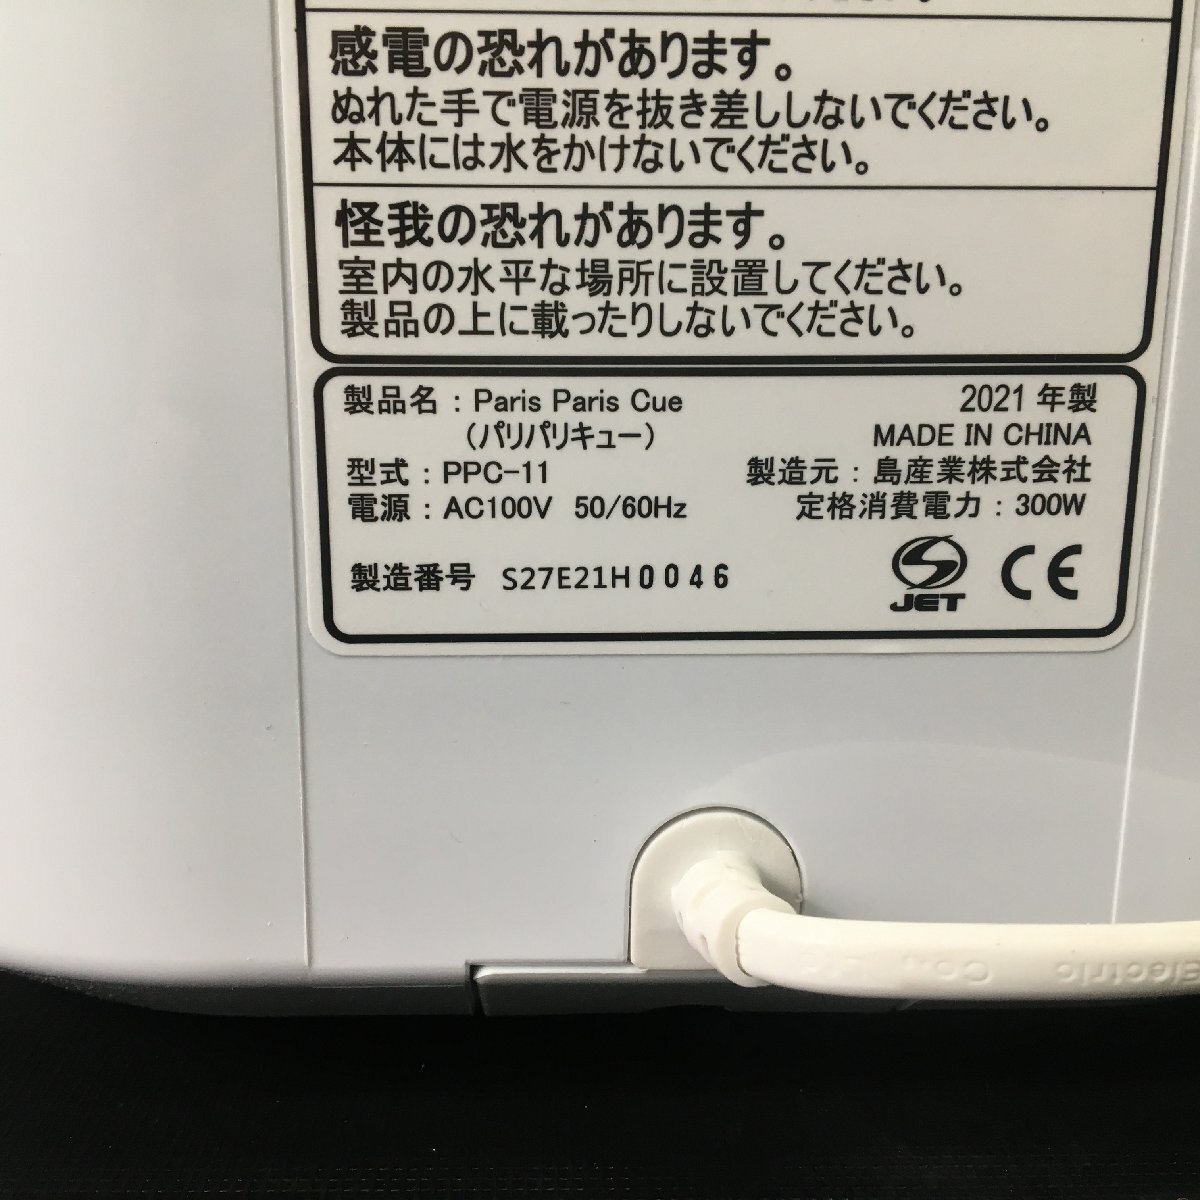 感電の恐れがあります。
ぬれた手で電源を抜き差ししないでください。
本体には水をかけないでください。
怪我の恐れがあります。
室内の水平な場所に設置してください。
製品の上に載ったりしないでください。
製品名：Paris Paris Cue
（パリパリキュー）
型式：PPC-11
電源：AC100V 50/60Hz
2021年製
MADE IN CHINA
製造元：島産業株式会社
定格消費電力：300W
製造番号 S27E21H0046
JET CE
Electric Co.,